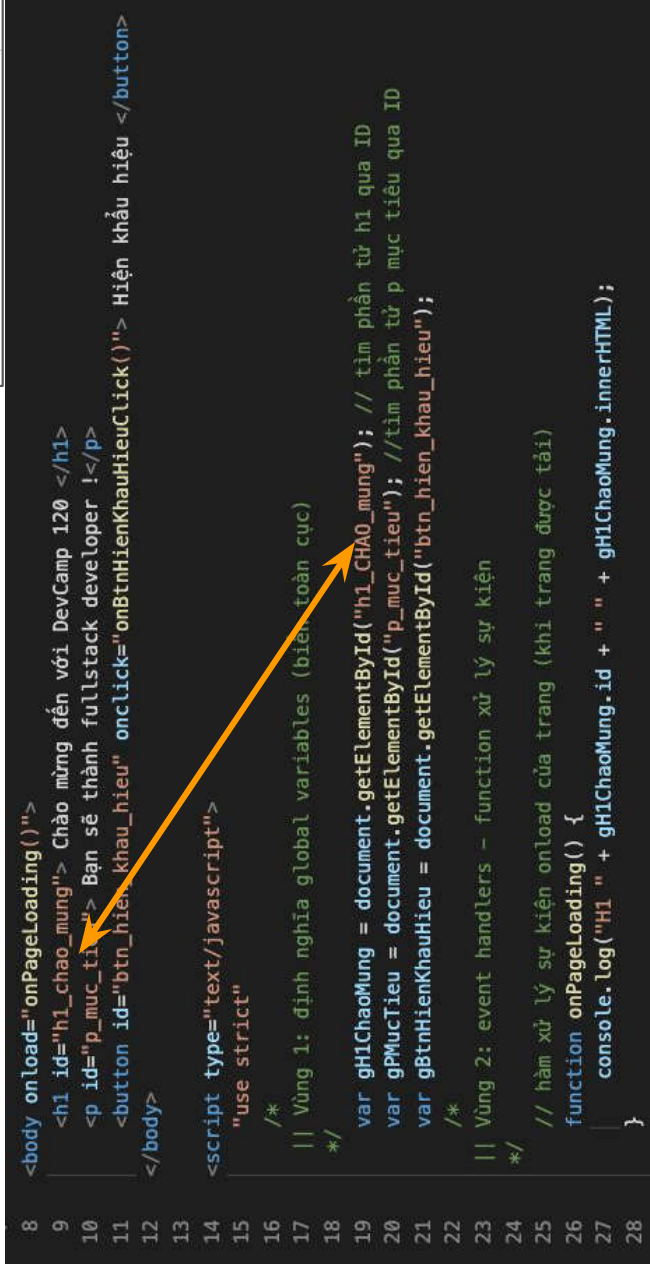 8 <body onload="onPageLoading()">
9 <h1 id="h1_chao_mung"> Chào mừng đến với DevCamp 120 </h1>
10 <p id="p_muc_ti > Bạn sẽ thành fullstack developer !</p>
11 <button id="btn_hien_khau_hieu" onclick="onBtnHienKhauHieuClick()"> Hiện khẩu hiệu </button>
12 </body>
13
14 <script type="text/javascript">
15 "use strict"
16 /*
17 || Vùng 1: định nghĩa global variables (biến toàn cục)
18 */
19 var gH1ChaoMung = document.getElementById("h1_CHAO_mung"); // tìm phần tử h1 qua ID
20 var gPMucTieu = document.getElementById("p_muc_tieu"); //tìm phần tử p mục tiêu qua ID
21 var gBtnHienKhauHieu = document.getElementById("btn_hien_khau_hieu");
22 /*
23 || Vùng 2: event handlers - function xử lý sự kiện
24 */
25 // hàm xử lý sự kiện onload của trang (khi trang được tải)
26 function onPageLoading() {
27 console.log("H1 " + gH1ChaoMung.id + " " + gH1ChaoMung.innerHTML);
28 }